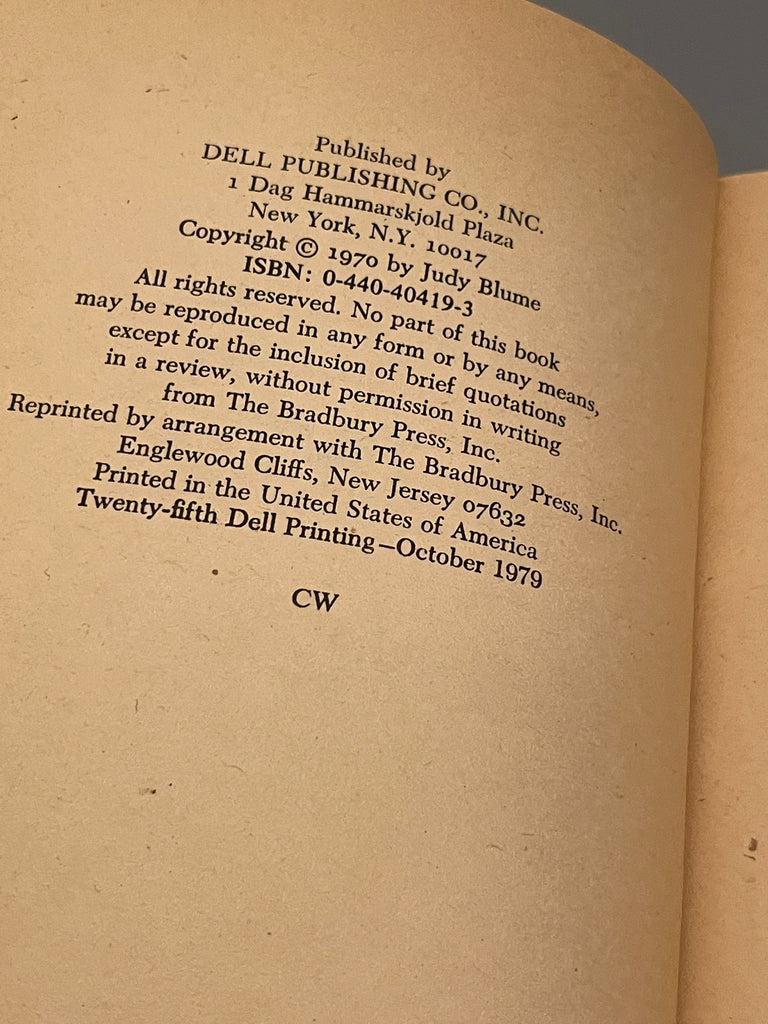 Published by
DELL PUBLISHING CO., INC.
1 Dag Hammarskjold Plaza
New York, N.Y. 10017
Copyright © 1970 by Judy Blume
ISBN: 0-440-40419-3
All rights reserved. No part of this book
may be reproduced in any form or by any means,
except for the inclusion of brief quotations
in a review, without permission in writing
from The Bradbury Press, Inc.
Reprinted by arrangement with The Bradbury Press, Inc.
Englewood Cliffs, New Jersey 07632
Printed in the United States of America
Twenty-fifth Dell Printing—October 1979
CW